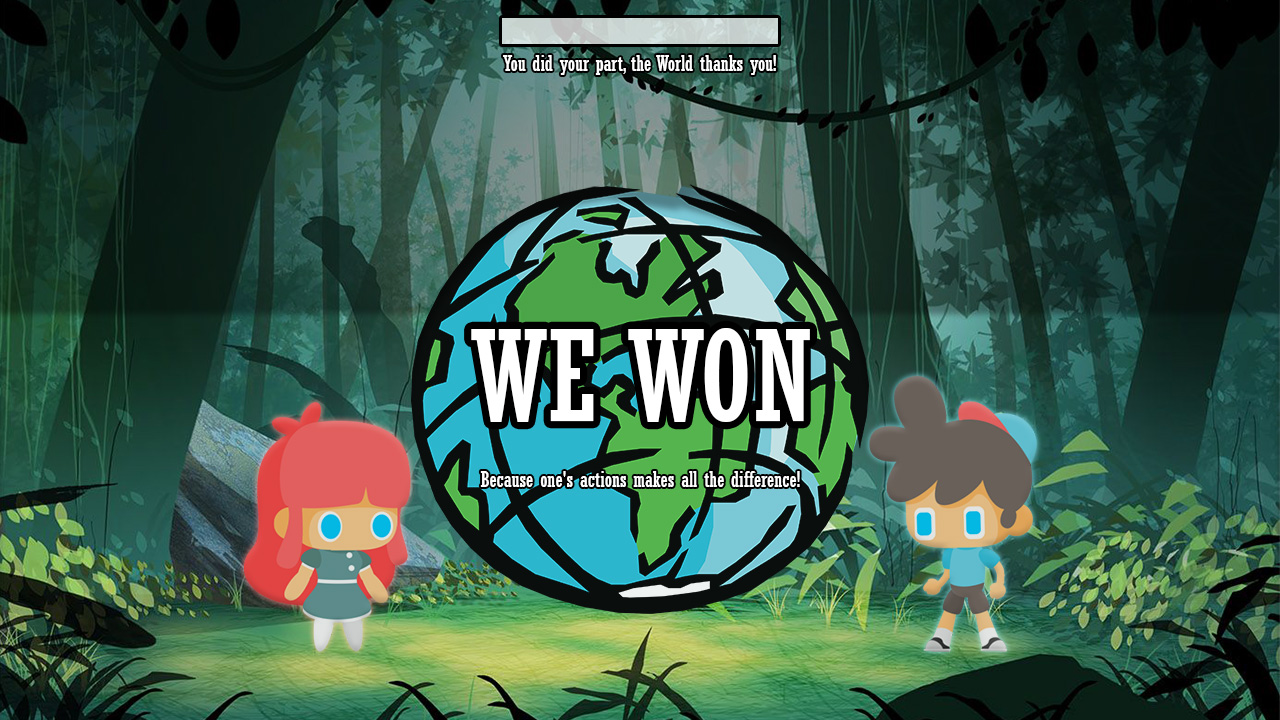 You did your part, the World thanks you!
WE WON
Because one's actions makes all the difference!